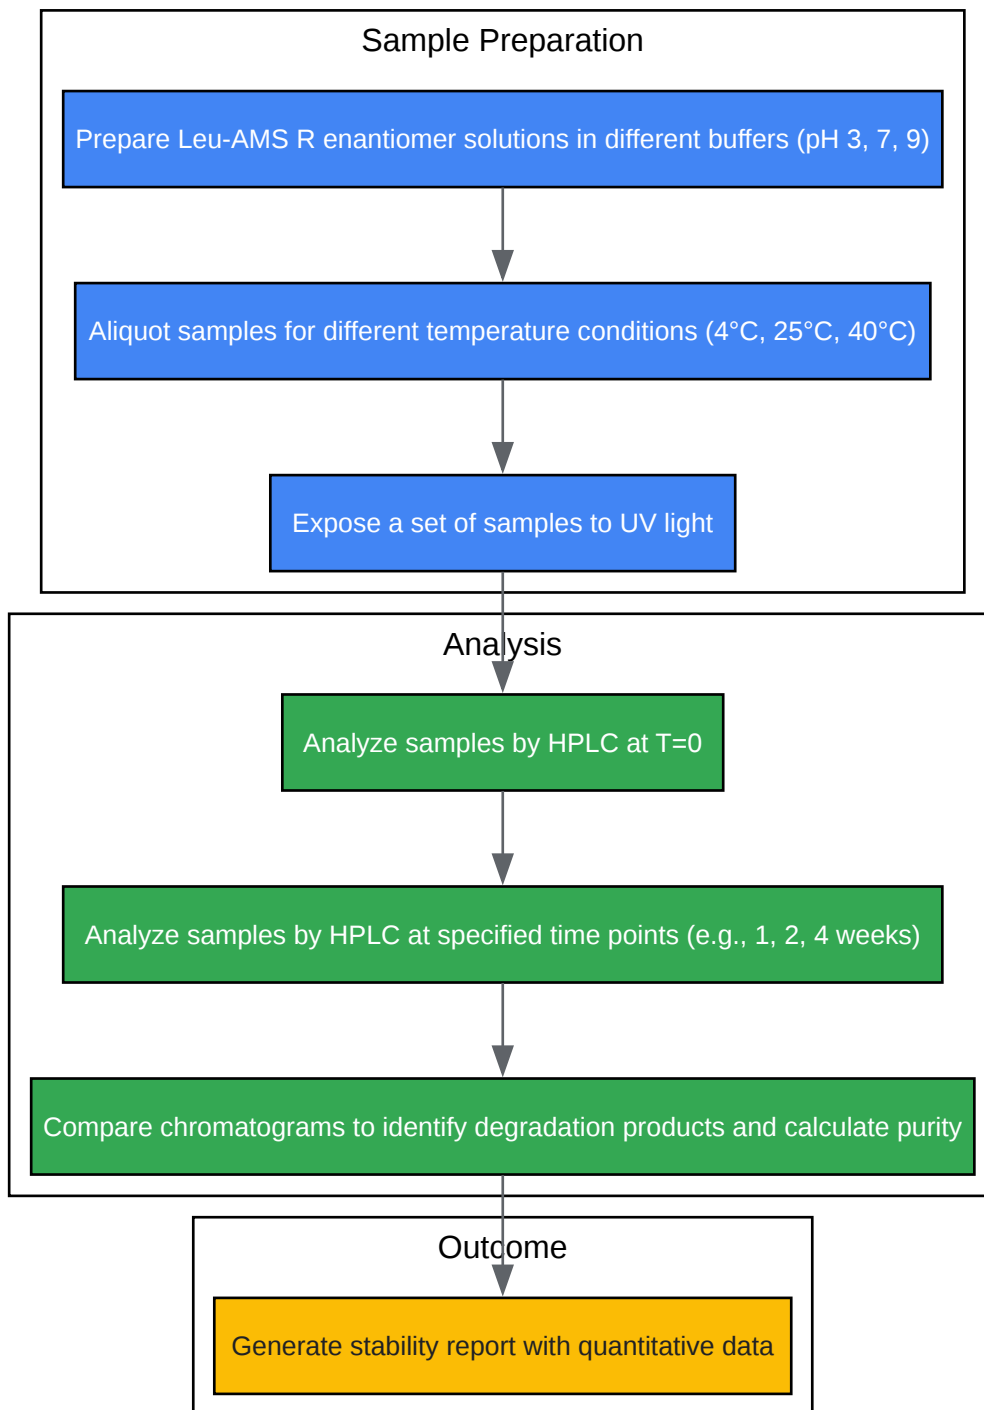 Sample Preparation
Prepare Leu-AMS R enantiomer solutions in different buffers (pH 3, 7, 9)
Aliquot samples for different temperature conditions (4°C, 25°C, 40°C)
Expose a set of samples to UV light
Analysis
Analyze samples by HPLC at T=0
Analyze samples by HPLC at specified time points (e.g., 1, 2, 4 weeks)
Compare chromatograms to identify degradation products and calculate purity
Outcome
Generate stability report with quantitative data